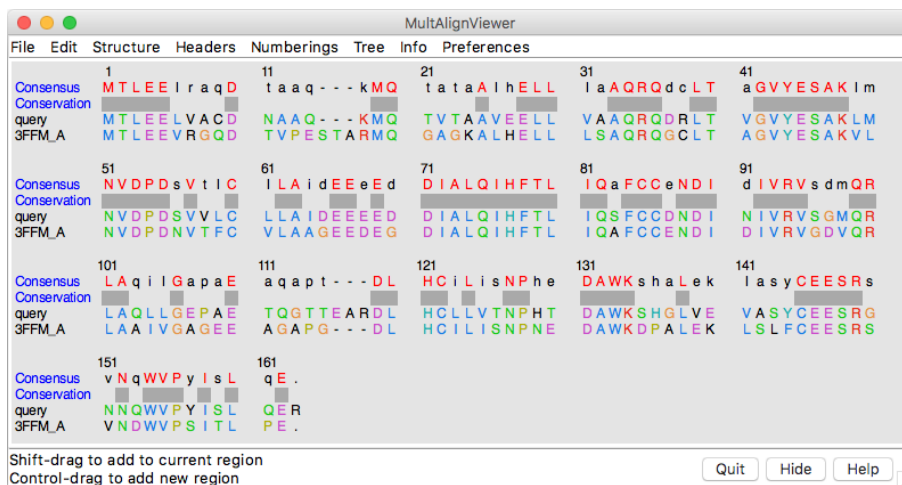 MultAlignViewer
File Edit Structure Headers Numberings Tree Info Preferences
1 11 21 31 41
Consensus MTLEElraqD taaq---kMQ tataAlhELL laAQRQdcLT aGVYESAKlm
Conservation
query MTLEELVACD NAAQ---KMQ TVTAAVEELL VAAQRQDRLT VGVYESAKLM
3FFM_A MTLEEVRGQD TVPESTARMQ GAGKALHELL LSAQRQGCLT AGVYESAKVL
51 61 71 81 91
Consensus NVDPDsVtlC lLAidEEeEd DIALQIHFTL IQaFCCeNDI dIVRVsdmQR
Conservation
query NVDPDSVVLC LLAIDEEEED DIALQIHFTL IQSFCCDNDI NIVRVSGMQR
3FFM_A NVDPDNVTFC VLAAGEEDEG DIALQIHFTL IQAFCCENDI DIVRVGDVQR
101 111 121 131 141
Consensus LAqilGapaE aqapt---DL HCiLisNPhe DAWKshaLek lasyCEESRs
Conservation
query LAQLLGEPAE TQGTTEARDL HCLLVTNPHT DAWKSHGLVE VASYCEESRG
3FFM_A LAAIVGAGEE AGAPG---DL HCILISNPNE DAWKDPALEK LSLFCEESRS
151 161
Consensus vNqWVPyIsL qE.
Conservation
query NNQWVPYISL QER
3FFM_A VNDWVPSITL PE.
Shift-drag to add to current region
Control-drag to add new region
Quit Hide Help